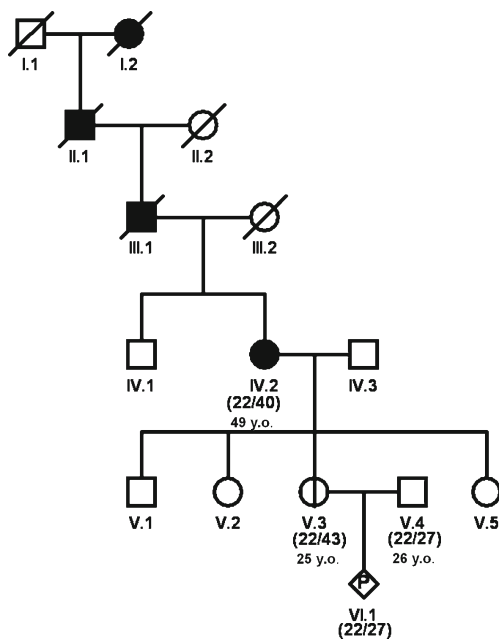 I.1 I.2
II.1 II.2
III.1 III.2
IV.1 IV.2 IV.3
(22/40)
49 y.o.
V.1 V.2 V.3 V.4 V.5
(22/43) (22/27)
25 y.o. 26 y.o.
P
VI.1
(22/27)